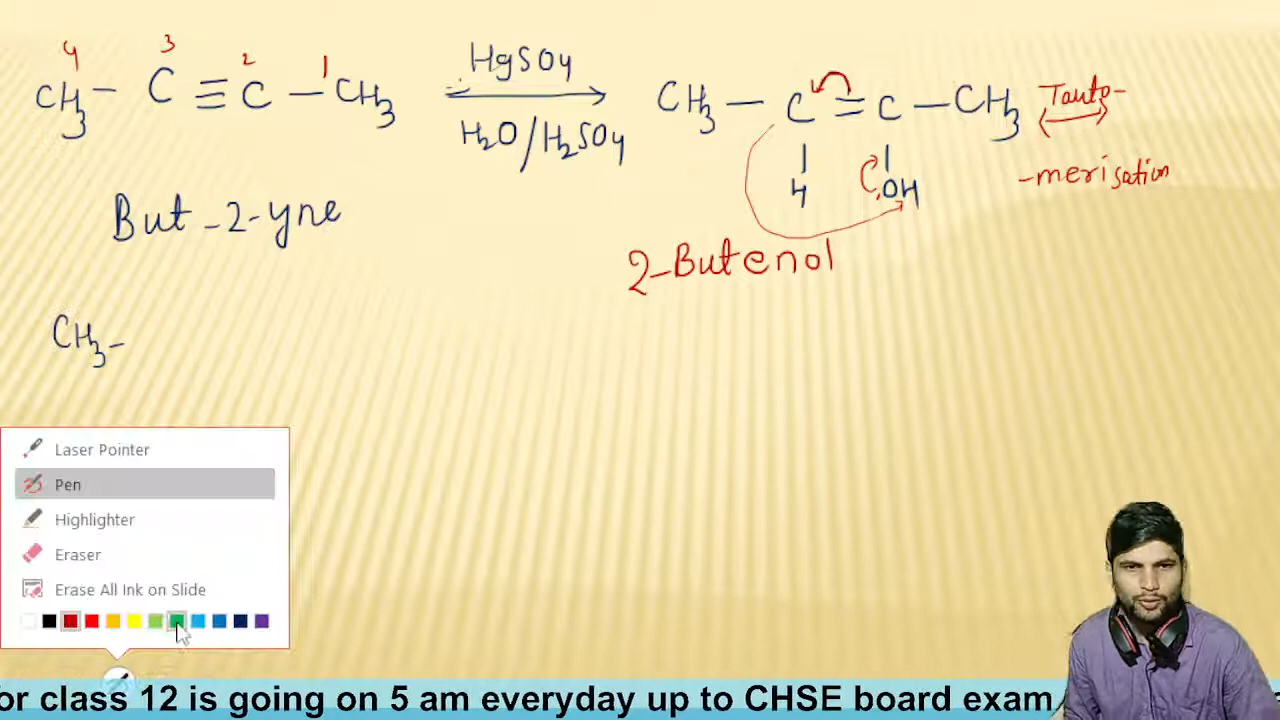 4 3 2 1
CH3 - C ≡ C - CH3
HgSO4
H2O/H2SO4
CH3 - C = C - CH3
H OH
Tauto-
-merisation
But-2-yne
2-Butenol
CH3-
Laser Pointer
Pen
Highlighter
Eraser
Erase All Ink on Slide
or class 12 is going on 5 am everyday up to CHSE board exam